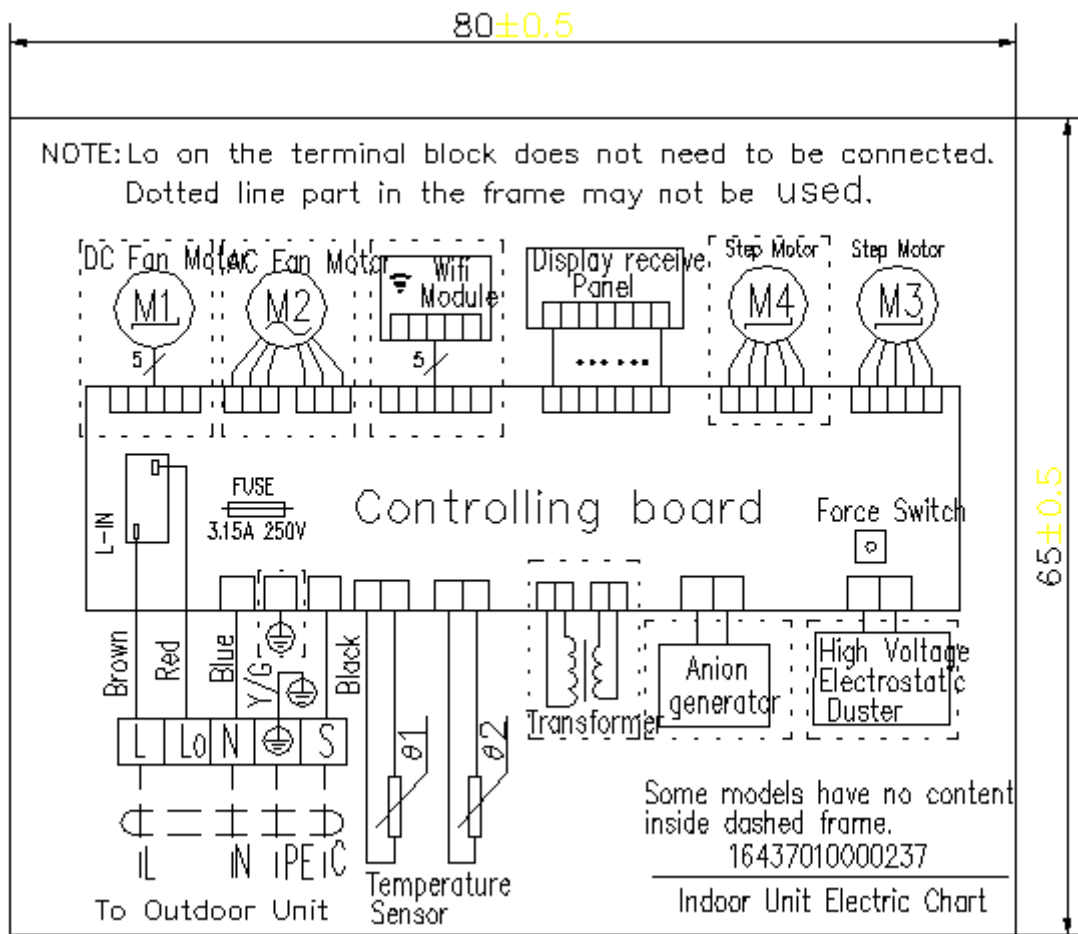 80±0.5
NOTE:Lo on the terminal block does not need to be connected.
Dotted line part in the frame may not be used.
DC Fan Motor
AC Fan Motor
Wifi
Module
Display receive
Panel
Step Motor
Step Motor
M1
M2
M4
M3
5
5
L-IN
FUSE
3.15A 250V
Controlling board
Force Switch
65±0.5
Brown
Red
Blue
Y/G
Black
Transformer
Anion
generator
High Voltage
Electrostatic
Duster
L
Lo
N
S
θ1
θ2
L
N
PE
C
To Outdoor Unit
Temperature
Sensor
Some models have no content
inside dashed frame.
16437010000237
Indoor Unit Electric Chart